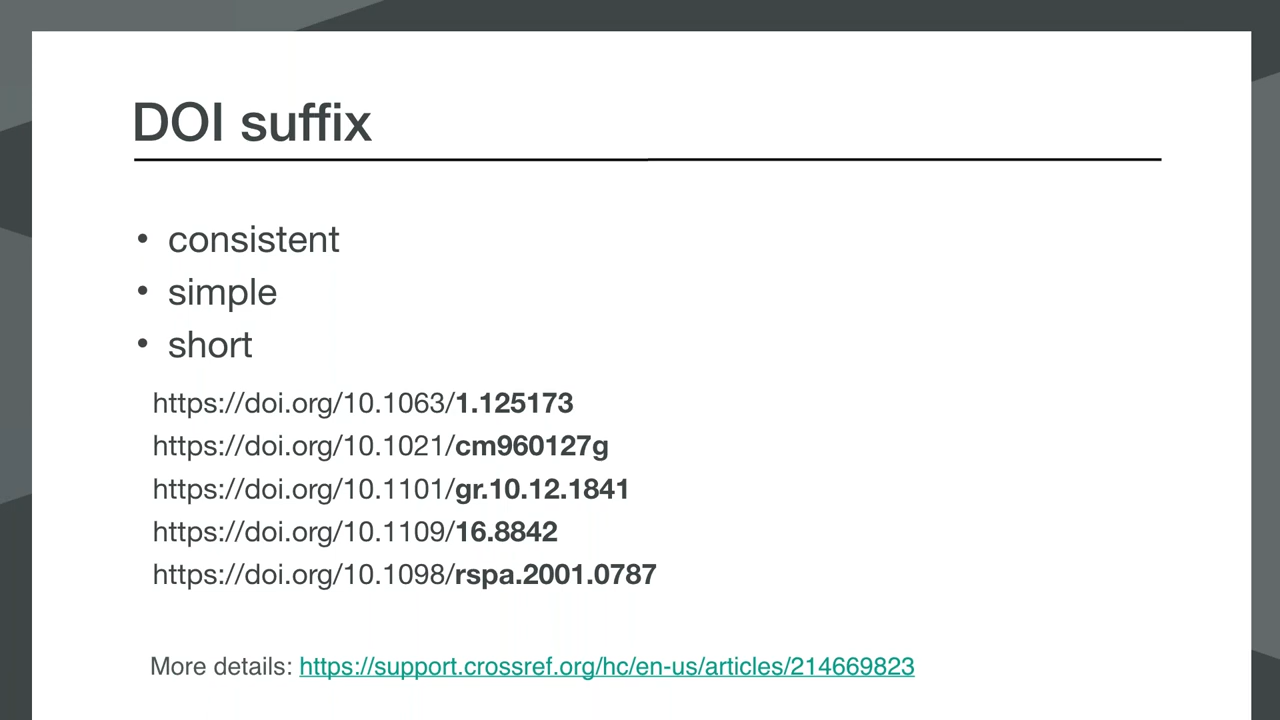 DOI suffix
• consistent
• simple
• short
https://doi.org/10.1063/1.125173
https://doi.org/10.1021/cm960127g
https://doi.org/10.1101/gr.10.12.1841
https://doi.org/10.1109/16.8842
https://doi.org/10.1098/rspa.2001.0787
More details: https://support.crossref.org/hc/en-us/articles/214669823